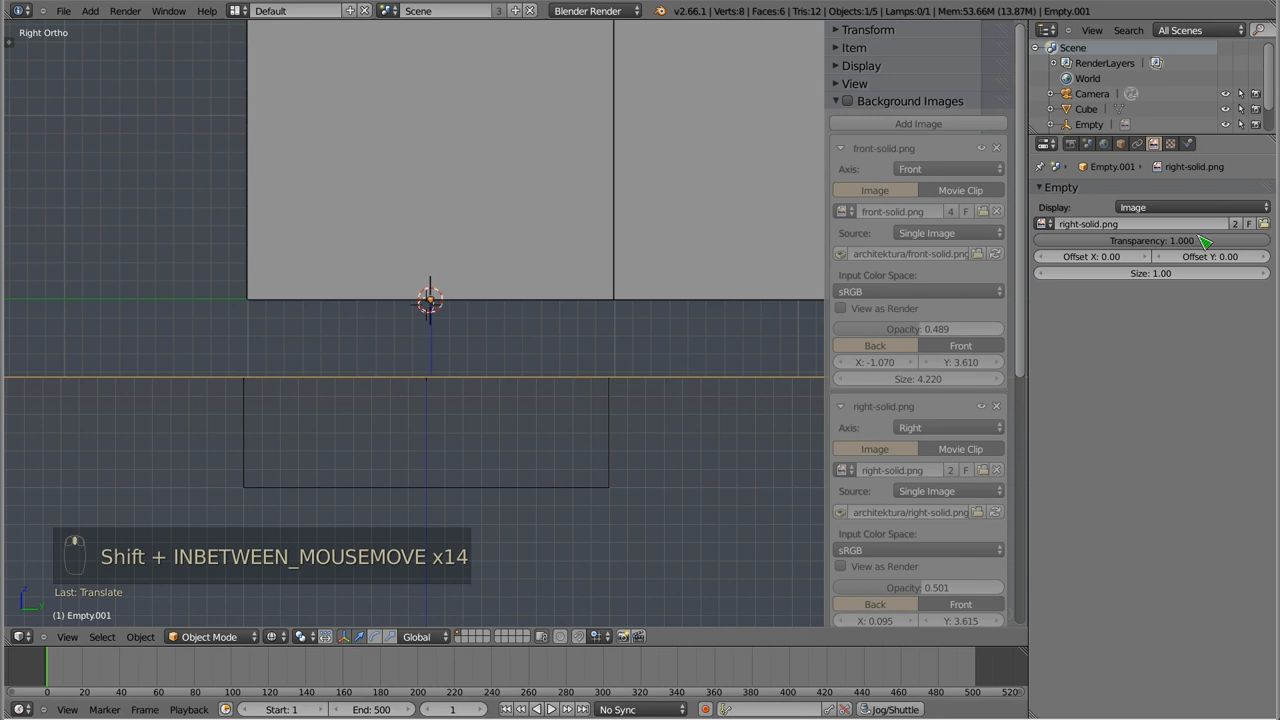 File Add Render Window Help Default Scene 3 Blender Render v2.66.1 | Verts:8 | Faces:6 | Tris:12 | Objects:1/5 | Lamps:0/1 | Mem:53.66M (13.87M) | Empty.001
Right Ortho
Transform
Item
Display
View
Background Images
Add Image
front-solid.png
Axis: Front
Image Movie Clip
front-solid.png 4 F
Source: Single Image
architektura/front-solid.png
Input Color Space:
sRGB
View as Render
Opacity: 0.489
Back Front
X: -1.070 Y: 3.610
Size: 4.220
right-solid.png
Axis: Right
Image Movie Clip
right-solid.png 2 F
Source: Single Image
architektura/right-solid.png
Input Color Space:
sRGB
View as Render
Opacity: 0.501
Back Front
X: 0.095 Y: 3.615
View Search All Scenes
Scene
RenderLayers
World
Camera
Cube
Empty
Empty.001 right-solid.png
Empty
Display: Image
right-solid.png 2 F
Transparency: 1.000
Offset X: 0.00 Offset Y: 0.00
Size: 1.00
Shift + INBETWEEN_MOUSEMOVE x14
Last: Translate
(1) Empty.001
z
y
View Select Object Object Mode Global
0 20 40 60 80 100 120 140 160 180 200 220 240 260 280 300 320 340 360 380 400 420 440 460 480 500 520
View Marker Frame Playback Start: 1 End: 500 1 No Sync Jog/Shuttle